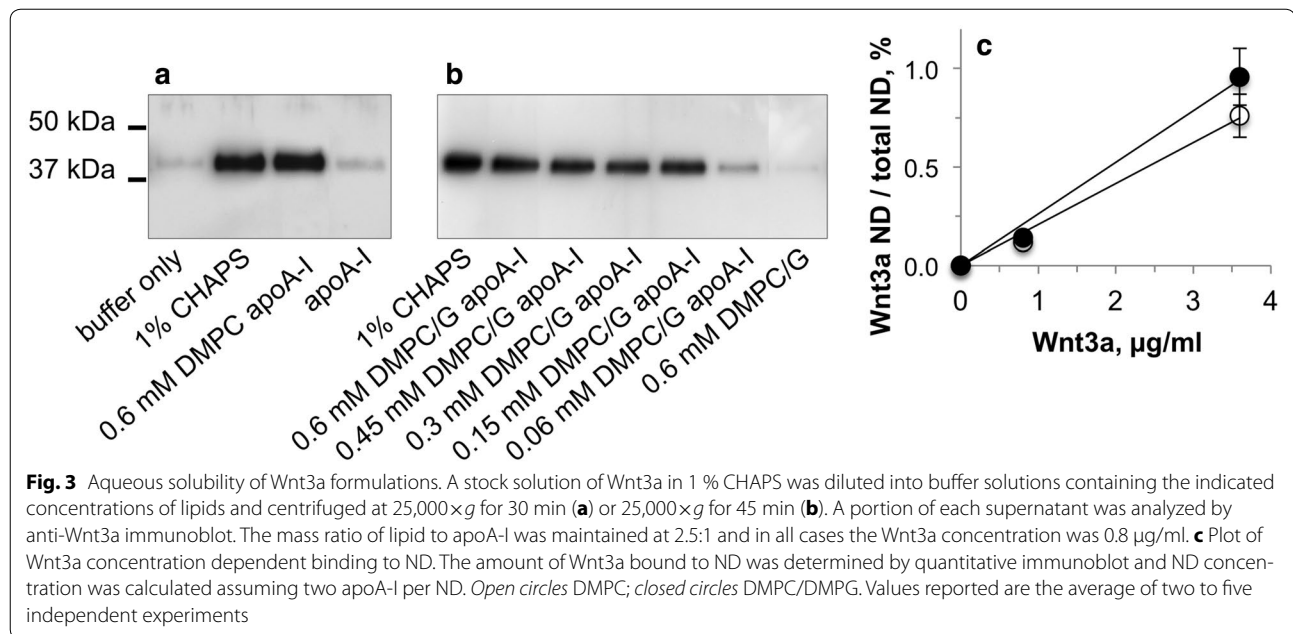 a
b
c
50 kDa
37 kDa
buffer only
1% CHAPS
0.6 mM DMPC apoA-I
apoA-I
1% CHAPS
0.6 mM DMPC/G apoA-I
0.45 mM DMPC/G apoA-I
0.3 mM DMPC/G apoA-I
0.15 mM DMPC/G apoA-I
0.06 mM DMPC/G apoA-I
0.6 mM DMPC/G
Wnt3a ND / total ND, %
1.0
0.5
0.0
0
1
2
3
4
Wnt3a, µg/ml
Fig. 3 Aqueous solubility of Wnt3a formulations. A stock solution of Wnt3a in 1 % CHAPS was diluted into buffer solutions containing the indicated
concentrations of lipids and centrifuged at 25,000×g for 30 min (a) or 25,000×g for 45 min (b). A portion of each supernatant was analyzed by
anti-Wnt3a immunoblot. The mass ratio of lipid to apoA-I was maintained at 2.5:1 and in all cases the Wnt3a concentration was 0.8 µg/ml. c Plot of
Wnt3a concentration dependent binding to ND. The amount of Wnt3a bound to ND was determined by quantitative immunoblot and ND concen-
tration was calculated assuming two apoA-I per ND. Open circles DMPC; closed circles DMPC/DMPG. Values reported are the average of two to five
independent experiments